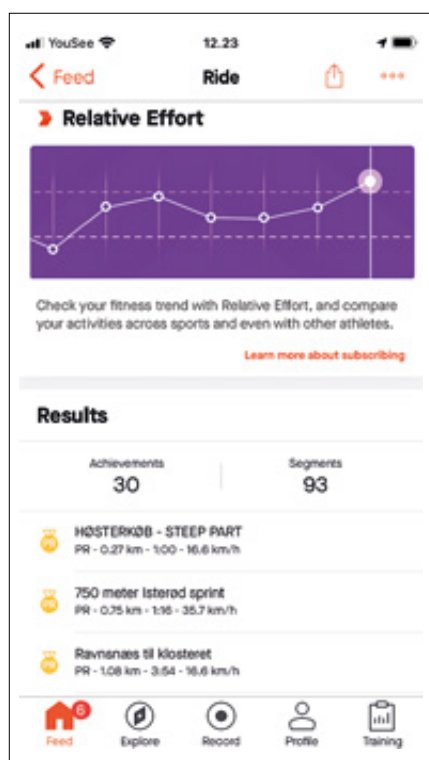 YouSee 12.23
Feed Ride
Relative Effort
Check your fitness trend with Relative Effort, and compare
your activities across sports and even with other athletes.
Learn more about subscribing
Results
Achievements Segments
30 93
HØSTERKØB - STEEP PART
PR - 0.27 km - 1:00 - 16.6 km/h
750 meter Isterød sprint
PR - 0.75 km - 1:16 - 35.7 km/h
Ravnsnæs til klosteret
PR - 1.08 km - 3:54 - 16.6 km/h
6
Feed Explore Record Profile Training